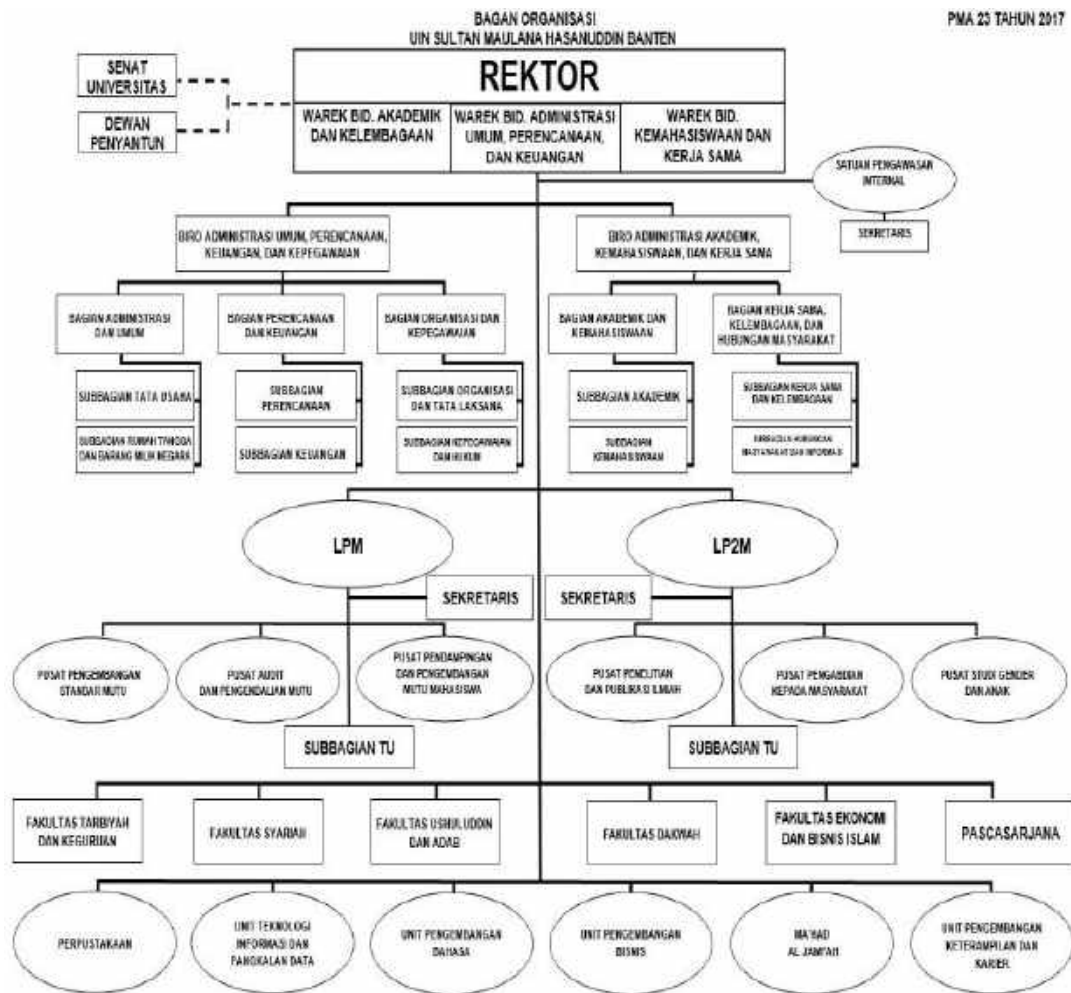 BAGAN ORGANISASI
UIN SULTAN MAULANA HASANUDDIN BANTEN
PMA 23 TAHUN 2017
SENAT
UNIVERSITAS
DEWAN
PENYANTUN
REKTOR
WAREK BID. AKADEMIK
DAN KELEMBAGAAN
WAREK BID. ADMINISTRASI
UMUM, PERENCANAAN,
DAN KEUANGAN
WAREK BID.
KEMAHASISWAAN DAN
KERJA SAMA
SATUAN PENGAWASAN
INTERNAL
SEKRETARIS
BIRO ADMINISTRASI UMUM, PERENCANAAN,
KEUANGAN, DAN KEPEGAWAIAN
BIRO ADMINISTRASI AKADEMIK,
KEMAHASISWAAN, DAN KERJA SAMA
BAGIAN ADMINISTRASI
DAN UMUM
BAGIAN PERENCANAAN
DAN KEUANGAN
BAGIAN ORGANISASI DAN
KEPEGAWAIAN
BAGIAN AKADEMIK DAN
KEMAHASISWAAN
BAGIAN KERJA SAMA,
KELEMBAGAAN, DAN
HUBUNGAN MASYARAKAT
SUBBAGIAN TATA USAHA
SUBBAGIAN RUMAH TANGGA
DAN BARANG MILIK NEGARA
SUBBAGIAN
PERENCANAAN
SUBBAGIAN KEUANGAN
SUBBAGIAN ORGANISASI
DAN TATA LAKSANA
SUBBAGIAN KEPEGAWAIAN
DAN HUKUM
SUBBAGIAN AKADEMIK
SUBBAGIAN
KEMAHASISWAAN
SUBBAGIAN KERJA SAMA
DAN KELEMBAGAAN
SUBBAGIAN HUBUNGAN
MASYARAKAT DAN INFORMASI
LPM
LP2M
SEKRETARIS
SEKRETARIS
PUSAT PENGEMBANGAN
STANDAR MUTU
PUSAT AUDIT
DAN PENGENDALIAN MUTU
PUSAT PENDAMPINGAN
DAN PENGEMBANGAN
MUTU MAHASISWA
PUSAT PENELITIAN
DAN PUBLIKASI ILMIAH
PUSAT PENGABDIAN
KEPADA MASYARAKAT
PUSAT STUDI GENDER
DAN ANAK
SUBBAGIAN TU
SUBBAGIAN TU
FAKULTAS TARBIYAH
DAN KEGURUAN
FAKULTAS SYARIAH
FAKULTAS USHULUDDIN
DAN ADAB
FAKULTAS DAKWAH
FAKULTAS EKONOMI
DAN BISNIS ISLAM
PASCASARJANA
PERPUSTAKAAN
UNIT TEKNOLOGI
INFORMASI DAN
PANGKALAN DATA
UNIT PENGEMBANGAN
BAHASA
UNIT PENGEMBANGAN
BISNIS
MA'HAD
AL JAMI'AH
UNIT PENGEMBANGAN
KETERAMPILAN DAN
KARIER